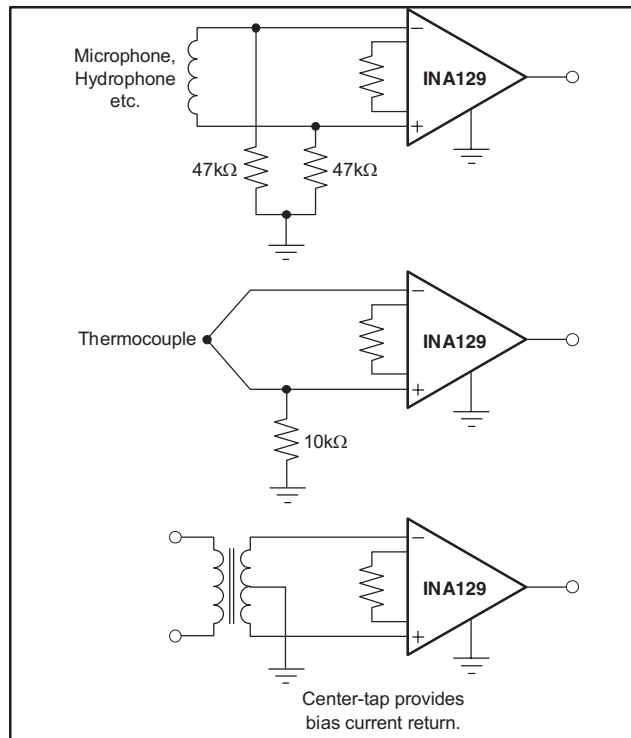 Microphone,
Hydrophone
etc.
−
INA129
+
47kΩ
47kΩ
Thermocouple
−
INA129
+
10kΩ
−
INA129
+
Center-tap provides
bias current return.